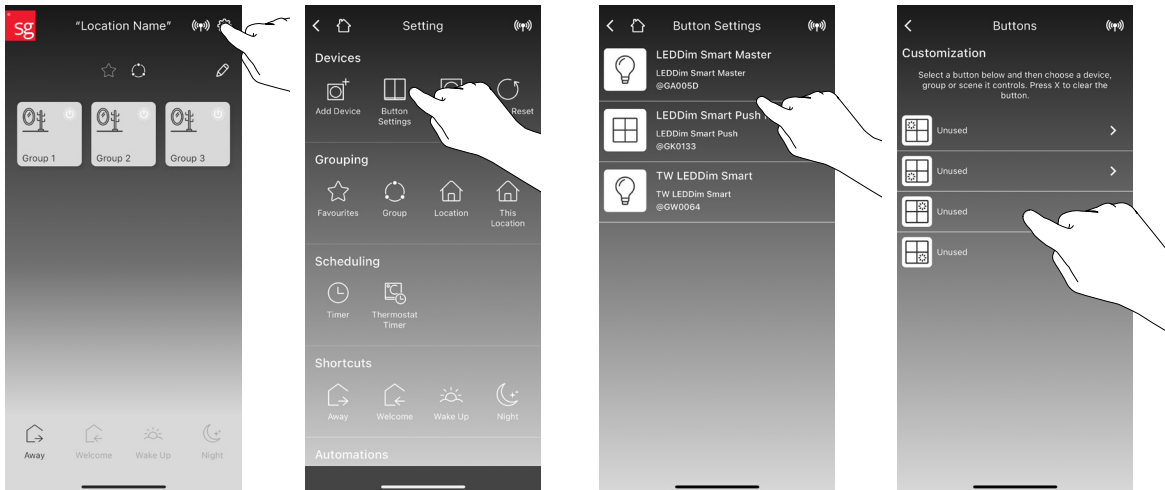 sg
"Location Name"
Group 1
Group 2
Group 3
Away
Welcome
Wake Up
Night
Setting
Devices
Add Device
Button
Settings
Reset
Grouping
Favourites
Group
Location
This
Location
Scheduling
Timer
Thermostat
Timer
Shortcuts
Away
Welcome
Wake Up
Night
Automations
Button Settings
LEDDim Smart Master
LEDDim Smart Master
@GA005D
LEDDim Smart Push
LEDDim Smart Push
@GK0133
TW LEDDim Smart
TW LEDDim Smart
@GW0064
Buttons
Customization
Select a button below and then choose a device,
group or scene it controls. Press X to clear the
button.
Unused
Unused
Unused
Unused